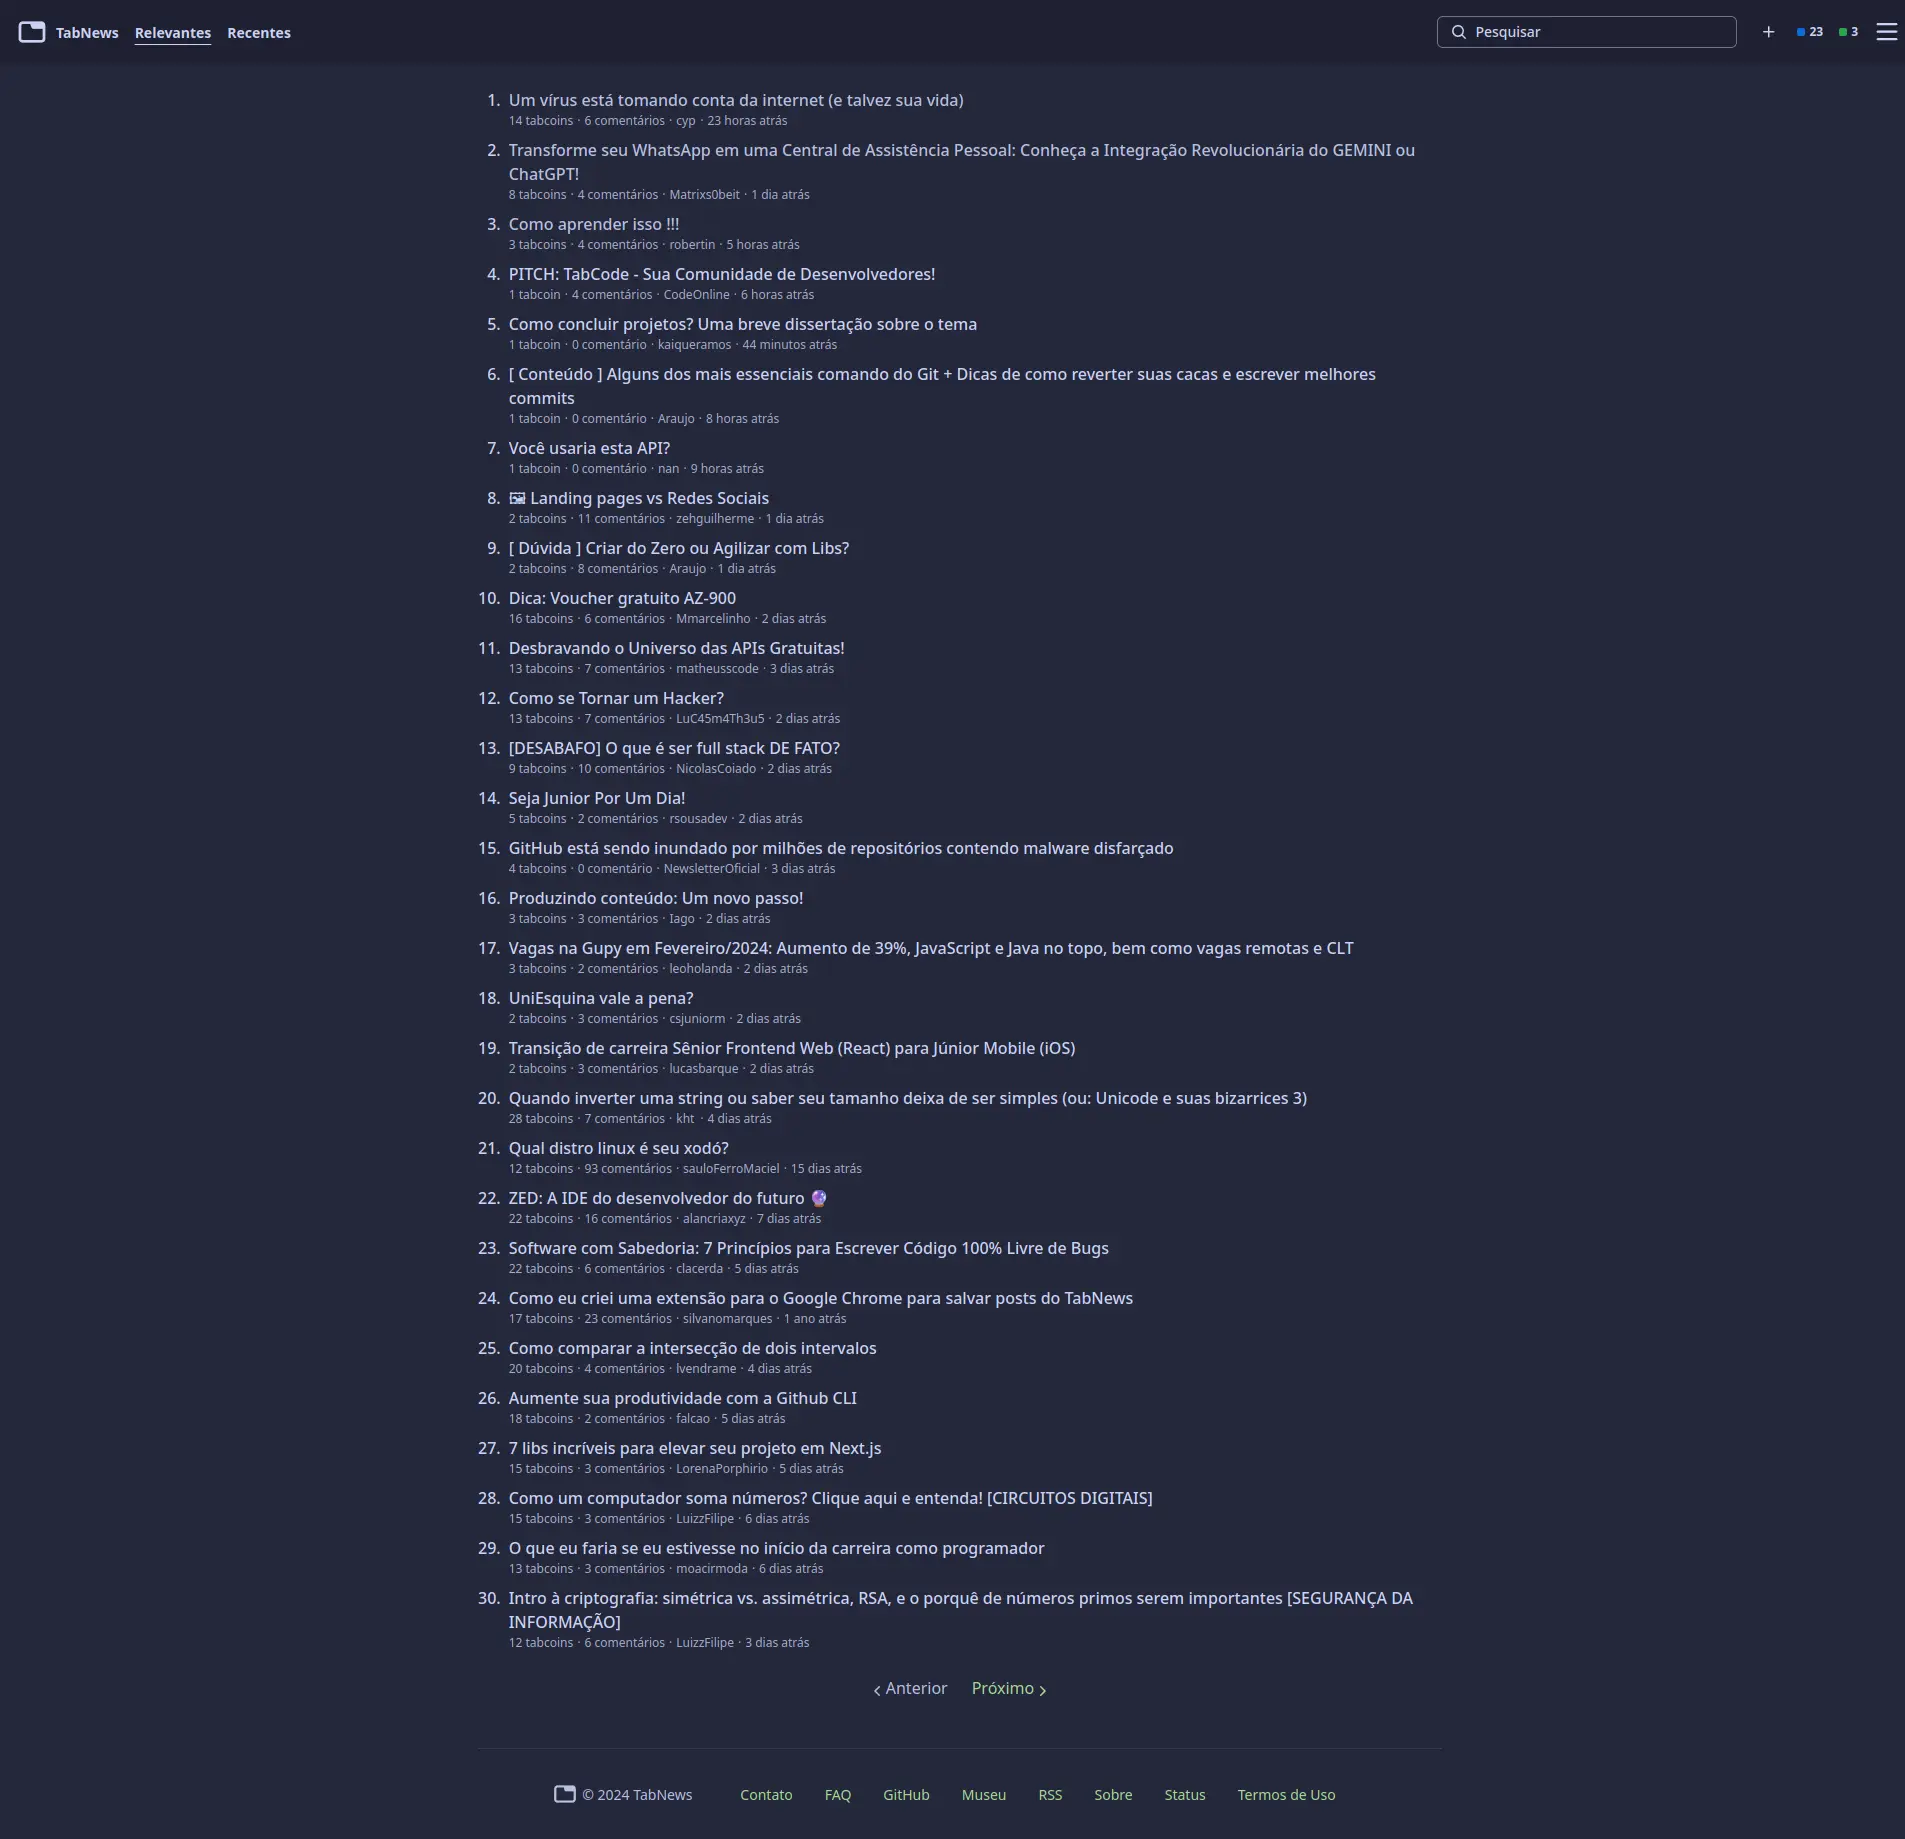 TabNews Relevantes Recentes Pesquisar 23 3
1. Um vírus está tomando conta da internet (e talvez sua vida)
14 tabcoins · 6 comentários · cyp · 23 horas atrás
2. Transforme seu WhatsApp em uma Central de Assistência Pessoal: Conheça a Integração Revolucionária do GEMINI ou
ChatGPT!
8 tabcoins · 4 comentários · Matrixs0beit · 1 dia atrás
3. Como aprender isso !!!
3 tabcoins · 4 comentários · robertin · 5 horas atrás
4. PITCH: TabCode - Sua Comunidade de Desenvolvedores!
1 tabcoin · 4 comentários · CodeOnline · 6 horas atrás
5. Como concluir projetos? Uma breve dissertação sobre o tema
1 tabcoin · 0 comentário · kaiqueramos · 44 minutos atrás
6. [ Conteúdo ] Alguns dos mais essenciais comando do Git + Dicas de como reverter suas cacas e escrever melhores
commits
1 tabcoin · 0 comentário · Araujo · 8 horas atrás
7. Você usaria esta API?
1 tabcoin · 0 comentário · nan · 9 horas atrás
8. 🖼 Landing pages vs Redes Sociais
2 tabcoins · 11 comentários · zehguilherme · 1 dia atrás
9. [ Dúvida ] Criar do Zero ou Agilizar com Libs?
2 tabcoins · 8 comentários · Araujo · 1 dia atrás
10. Dica: Voucher gratuito AZ-900
16 tabcoins · 6 comentários · Mmarcelinho · 2 dias atrás
11. Desbravando o Universo das APIs Gratuitas!
13 tabcoins · 7 comentários · matheusscode · 3 dias atrás
12. Como se Tornar um Hacker?
13 tabcoins · 7 comentários · LuC45m4Th3u5 · 2 dias atrás
13. [DESABAFO] O que é ser full stack DE FATO?
9 tabcoins · 10 comentários · NicolasCoiado · 2 dias atrás
14. Seja Junior Por Um Dia!
5 tabcoins · 2 comentários · rsousadev · 2 dias atrás
15. GitHub está sendo inundado por milhões de repositórios contendo malware disfarçado
4 tabcoins · 0 comentário · NewsletterOficial · 3 dias atrás
16. Produzindo conteúdo: Um novo passo!
3 tabcoins · 3 comentários · Iago · 2 dias atrás
17. Vagas na Gupy em Fevereiro/2024: Aumento de 39%, JavaScript e Java no topo, bem como vagas remotas e CLT
3 tabcoins · 2 comentários · leoholanda · 2 dias atrás
18. UniEsquina vale a pena?
2 tabcoins · 3 comentários · csjuniorm · 2 dias atrás
19. Transição de carreira Sênior Frontend Web (React) para Júnior Mobile (iOS)
2 tabcoins · 3 comentários · lucasbarque · 2 dias atrás
20. Quando inverter uma string ou saber seu tamanho deixa de ser simples (ou: Unicode e suas bizarrices 3)
28 tabcoins · 7 comentários · kht · 4 dias atrás
21. Qual distro linux é seu xodó?
12 tabcoins · 93 comentários · sauloFerroMaciel · 15 dias atrás
22. ZED: A IDE do desenvolvedor do futuro 🔮
22 tabcoins · 16 comentários · alancriaxyz · 7 dias atrás
23. Software com Sabedoria: 7 Princípios para Escrever Código 100% Livre de Bugs
22 tabcoins · 6 comentários · clacerda · 5 dias atrás
24. Como eu criei uma extensão para o Google Chrome para salvar posts do TabNews
17 tabcoins · 23 comentários · silvanomarques · 1 ano atrás
25. Como comparar a intersecção de dois intervalos
20 tabcoins · 4 comentários · lvendrame · 4 dias atrás
26. Aumente sua produtividade com a Github CLI
18 tabcoins · 2 comentários · falcao · 5 dias atrás
27. 7 libs incríveis para elevar seu projeto em Next.js
15 tabcoins · 3 comentários · LorenaPorphirio · 5 dias atrás
28. Como um computador soma números? Clique aqui e entenda! [CIRCUITOS DIGITAIS]
15 tabcoins · 3 comentários · LuizzFilipe · 6 dias atrás
29. O que eu faria se eu estivesse no início da carreira como programador
13 tabcoins · 3 comentários · moacirmoda · 6 dias atrás
30. Intro à criptografia: simétrica vs. assimétrica, RSA, e o porquê de números primos serem importantes [SEGURANÇA DA
INFORMAÇÃO]
12 tabcoins · 6 comentários · LuizzFilipe · 3 dias atrás
Anterior Próximo
© 2024 TabNews Contato FAQ GitHub Museu RSS Sobre Status Termos de Uso